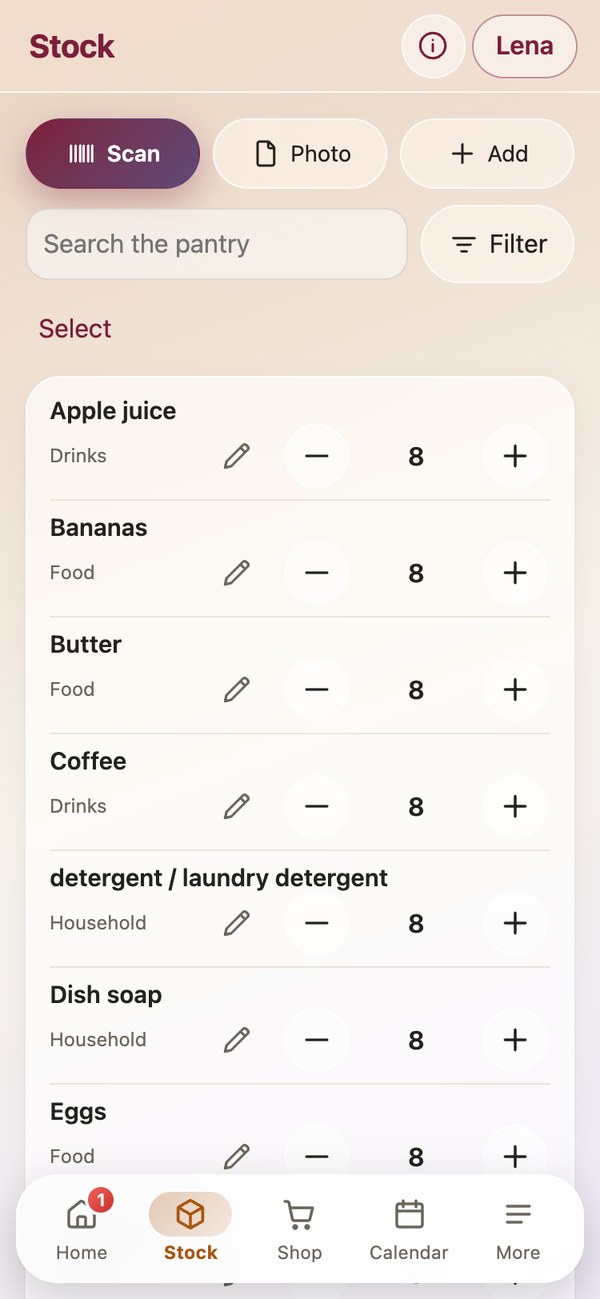 Stock
Lena
Scan
Photo
Add
Search the pantry
Filter
Select
Apple juice
Drinks
8
Bananas
Food
8
Butter
Food
8
Coffee
Drinks
8
detergent / laundry detergent
Household
8
Dish soap
Household
8
Eggs
Food
8
1
Home
Stock
Shop
Calendar
More